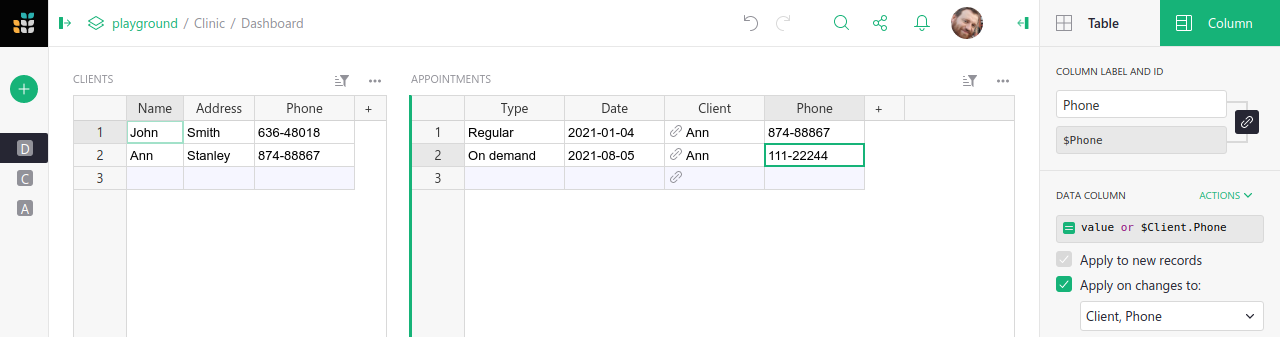 playground / Clinic / Dashboard
Table
Column
CLIENTS
Name Address Phone +
1 John Smith 636-48018
2 Ann Stanley 874-88867
3
APPOINTMENTS
Type Date Client Phone +
1 Regular 2021-01-04 Ann 874-88867
2 On demand 2021-08-05 Ann 111-22244
3
D
C
A
COLUMN LABEL AND ID
Phone
$Phone
DATA COLUMN ACTIONS
value or $Client.Phone
Apply to new records
Apply on changes to:
Client, Phone